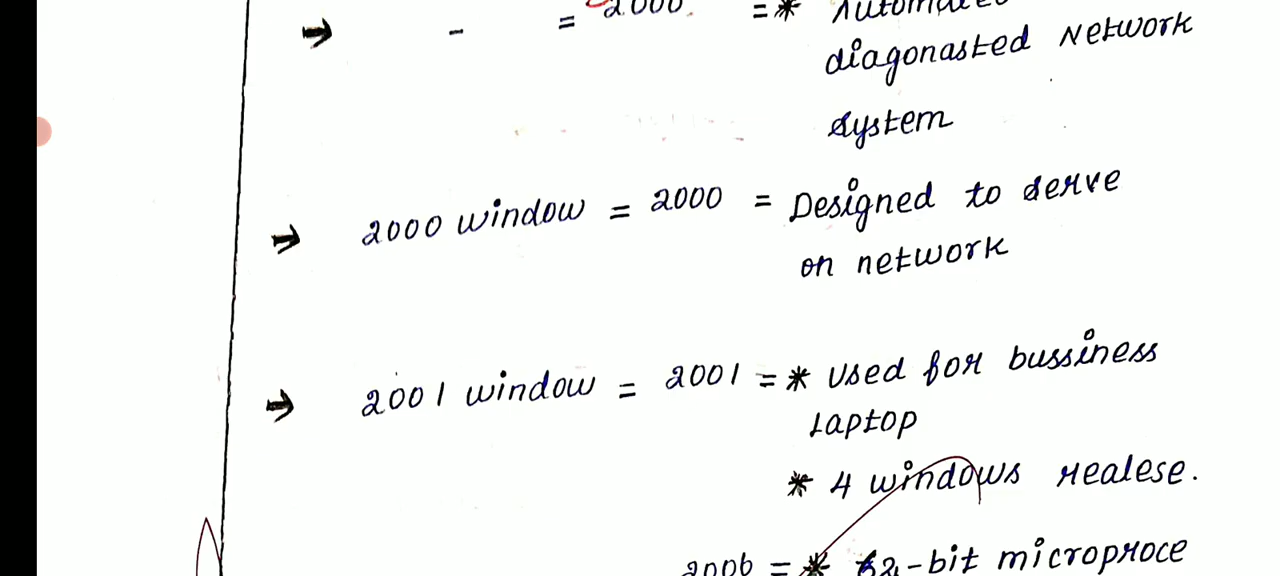 ➔ - = 2000 = *
diagonasted Network
system
➔ 2000 window = 2000 = Designed to serve
on network
➔ 2001 window = 2001 = * used for bussiness
laptop
* 4 windows realese.
2006 = * -bit microproce